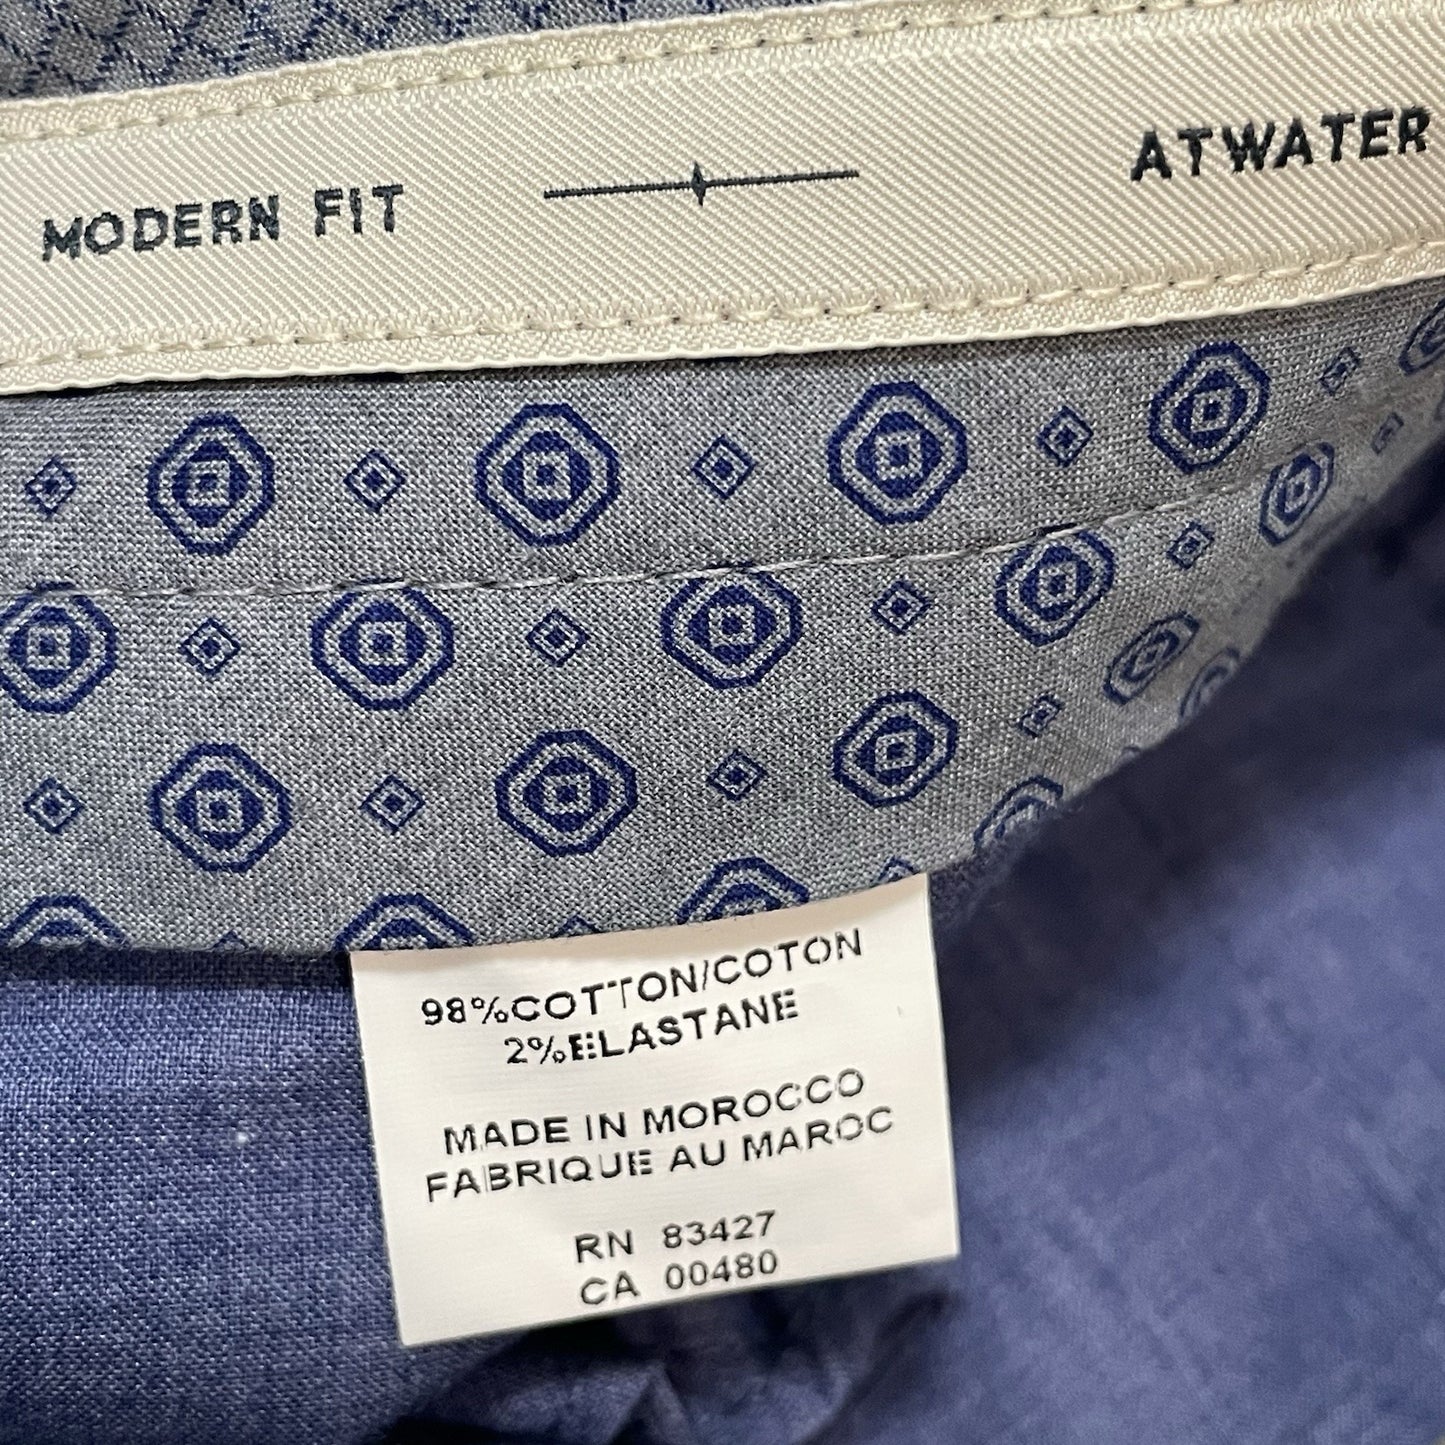 MODERN FIT ATWATER
98%COTTON/COTON
2%ELASTANE
MADE IN MOROCCO
FABRIQUE AU MAROC
RN 83427
CA 00480